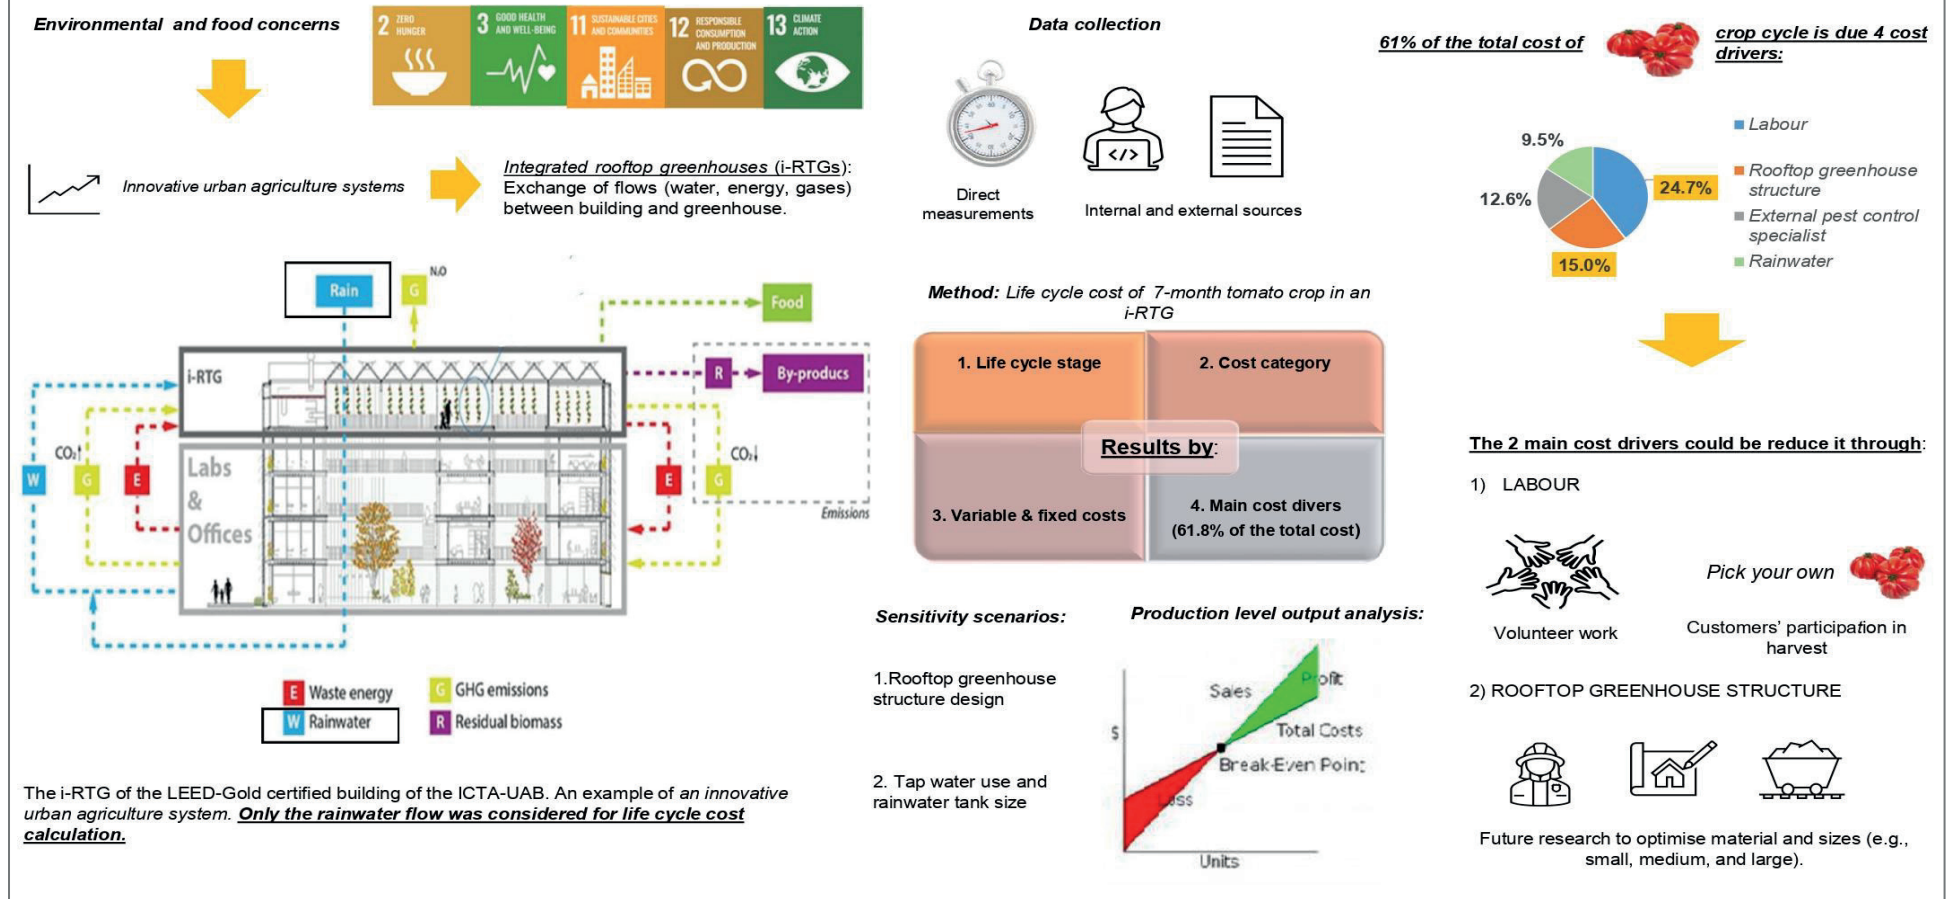 Environmental and food concerns
2 ZERO
HUNGER
3 GOOD HEALTH
AND WELL-BEING
11 SUSTAINABLE CITIES
AND COMMUNITIES
12 RESPONSIBLE
CONSUMPTION
AND PRODUCTION
13 CLIMATE
ACTION
Innovative urban agriculture systems
Integrated rooftop greenhouses (i-RTGs):
Exchange of flows (water, energy, gases)
between building and greenhouse.
Rain
G
N₂O
Food
i-RTG
R
By-producs
CO₂↑
CO₂↓
W
G
E
Labs
&
Offices
E
G
Emissions
E Waste energy
G GHG emissions
W Rainwater
R Residual biomass
The i-RTG of the LEED-Gold certified building of the ICTA-UAB. An example of an innovative
urban agriculture system. Only the rainwater flow was considered for life cycle cost
calculation.
Data collection
Direct
measurements
</>
Internal and external sources
Method: Life cycle cost of 7-month tomato crop in an
i-RTG
1. Life cycle stage
2. Cost category
Results by:
3. Variable & fixed costs
4. Main cost divers
(61.8% of the total cost)
Sensitivity scenarios:
1.Rooftop greenhouse
structure design
2. Tap water use and
rainwater tank size
Production level output analysis:
Profit
Sales
$
Total Costs
Break-Even Point
Loss
Units
61% of the total cost of
crop cycle is due 4 cost
drivers:
9.5%
12.6%
24.7%
15.0%
Labour
Rooftop greenhouse
structure
External pest control
specialist
Rainwater
The 2 main cost drivers could be reduce it through:
1) LABOUR
Volunteer work
Pick your own
Customers' participation in
harvest
2) ROOFTOP GREENHOUSE STRUCTURE
Future research to optimise material and sizes (e.g.,
small, medium, and large).